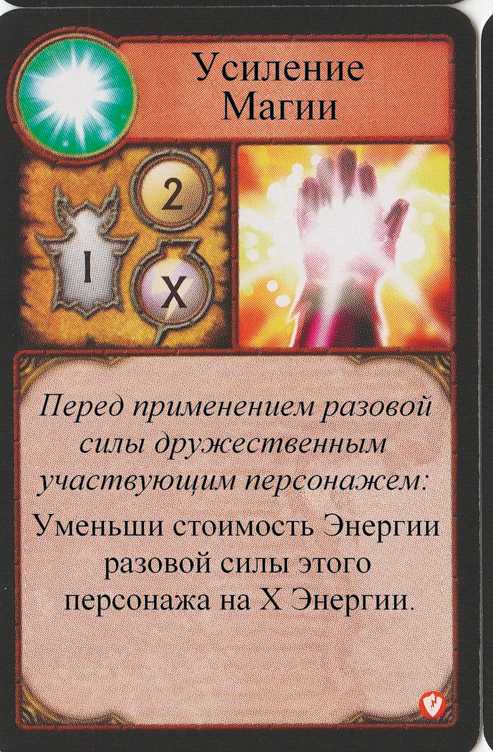 Усиление
Магии
2
1
X
Перед применением разовой
силы дружественным
участвующим персонажем:
Уменьши стоимость Энергии
разовой силы этого
персонажа на X Энергии.